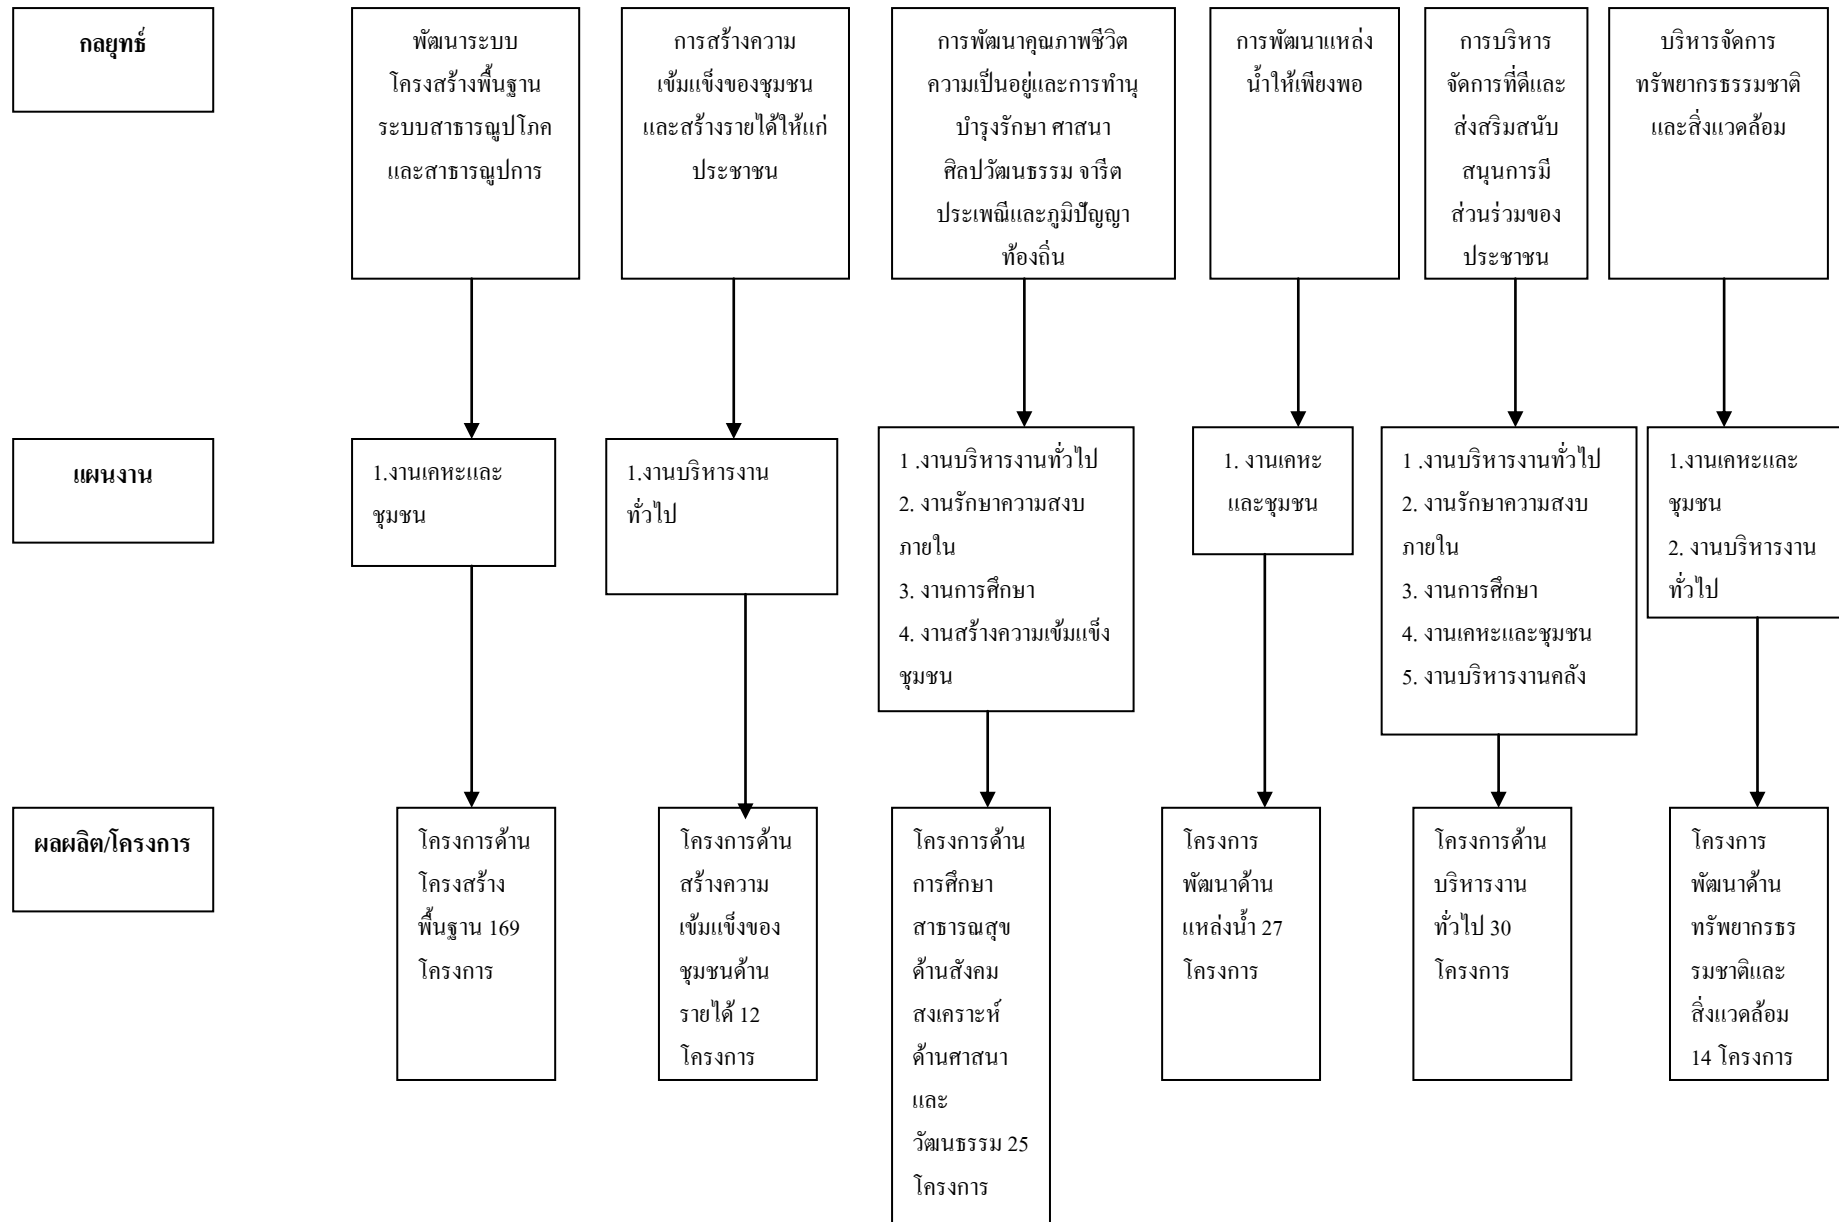 กลยุทธ์
พัฒนาระบบ
โครงสร้างพื้นฐาน
ระบบสาธารณูปโภค
และสาธารณูปการ
การสร้างความ
เข้มแข็งของชุมชน
และสร้างรายได้ให้แก่
ประชาชน
การพัฒนาคุณภาพชีวิต
ความเป็นอยู่และการทำนุ
บำรุงรักษา ศาสนา
ศิลปวัฒนธรรม จารีต
ประเพณีและภูมิปัญญา
ท้องถิ่น
การพัฒนาแหล่ง
น้ำให้เพียงพอ
การบริหาร
จัดการที่ดีและ
ส่งสริมสนับ
สนุนการมี
ส่วนร่วมของ
ประชาชน
บริหารจัดการ
ทรัพยากรธรรมชาติ
และสิ่งแวดล้อม
แผนงาน
1.งานเคหะและ
ชุมชน
1.งานบริหารงาน
ทั่วไป
1 .งานบริหารงานทั่วไป
2. งานรักษาความสงบ
ภายใน
3. งานการศึกษา
4. งานสร้างความเข้มแข็ง
ชุมชน
1. งานเคหะ
และชุมชน
1 .งานบริหารงานทั่วไป
2. งานรักษาความสงบ
ภายใน
3. งานการศึกษา
4. งานเคหะและชุมชน
5. งานบริหารงานคลัง
1.งานเคหะและ
ชุมชน
2. งานบริหารงาน
ทั่วไป
ผลผลิต/โครงการ
โครงการด้าน
โครงสร้าง
พื้นฐาน 169
โครงการ
โครงการด้าน
สร้างความ
เข้มแข็งของ
ชุมชนด้าน
รายได้ 12
โครงการ
โครงการด้าน
การศึกษา
สาธารณสุข
ด้านสังคม
สงเคราะห์
ด้านศาสนา
และ
วัฒนธรรม 25
โครงการ
โครงการ
พัฒนาด้าน
แหล่งน้ำ 27
โครงการ
โครงการด้าน
บริหารงาน
ทั่วไป 30
โครงการ
โครงการ
พัฒนาด้าน
ทรัพยากรธร
รมชาติและ
สิ่งแวดล้อม
14 โครงการ